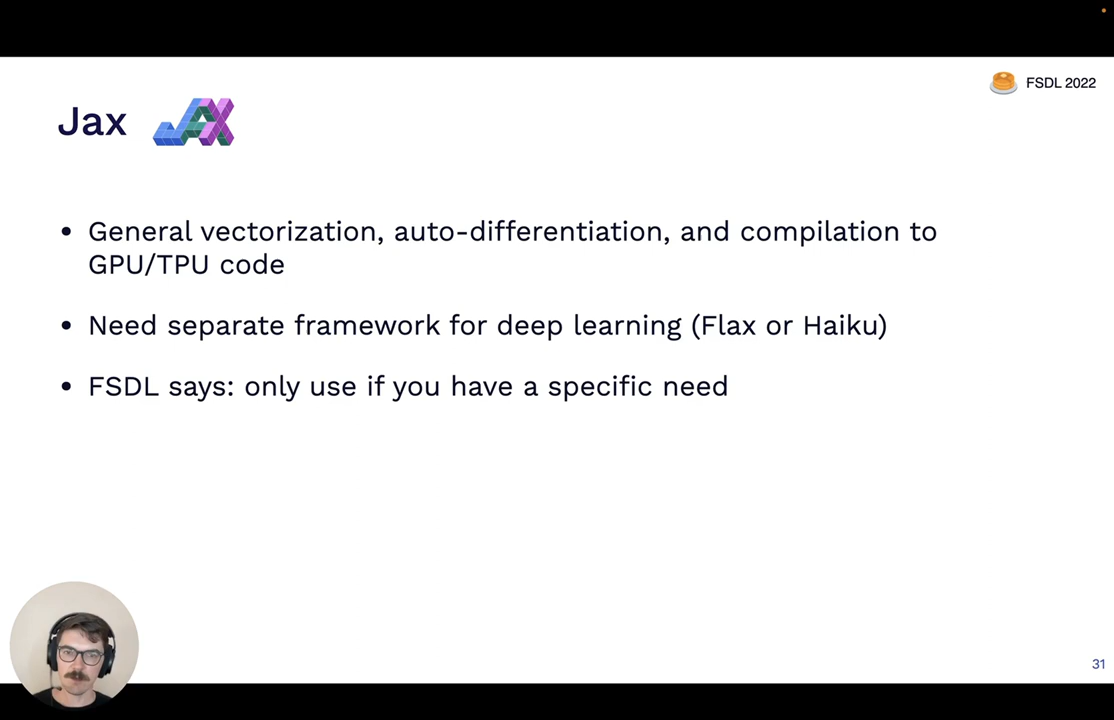 FSDL 2022
Jax JAX
• General vectorization, auto-differentiation, and compilation to
GPU/TPU code
• Need separate framework for deep learning (Flax or Haiku)
• FSDL says: only use if you have a specific need
31